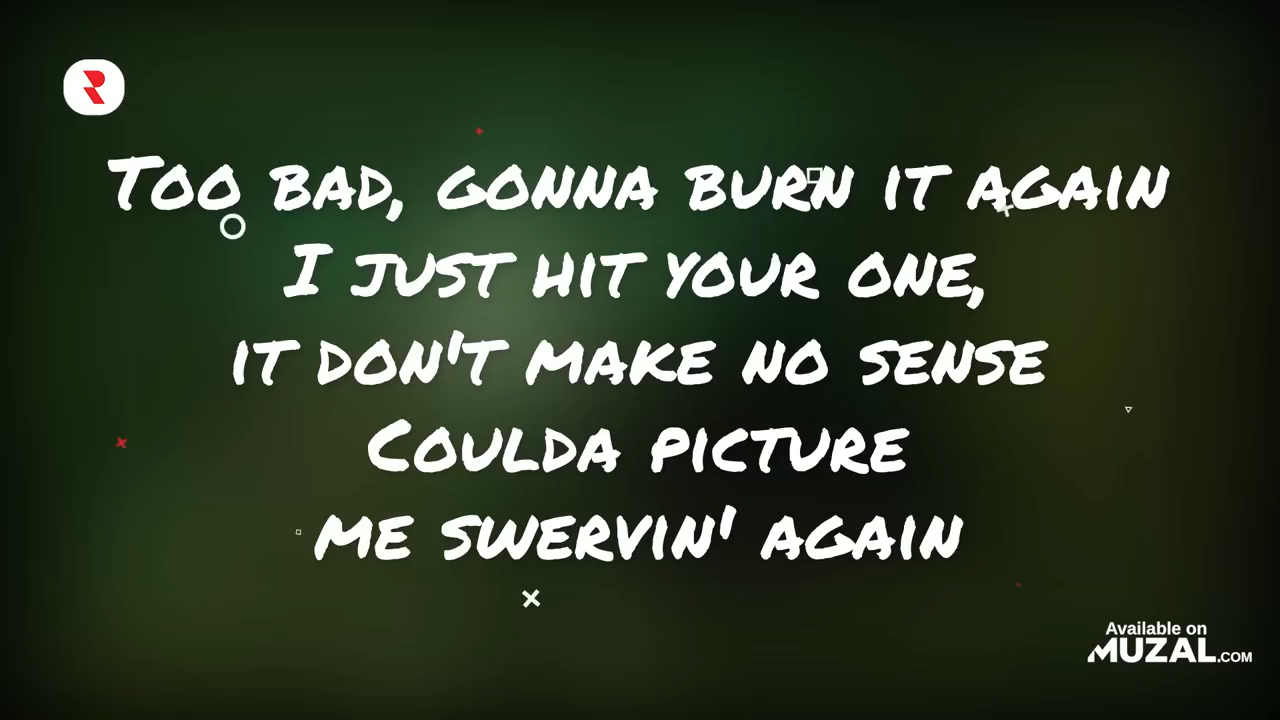 Too bad, gonna burn it again
I just hit your one,
it don't make no sense
Coulda picture
me swervin' again
Available on
MUZAL.COM